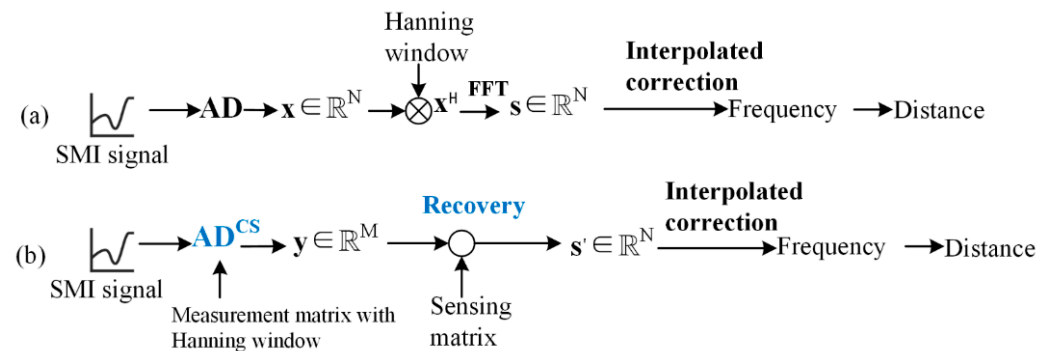 Hanning
window
Interpolated
correction
(a)
AD
x ∈ ℝᴺ
⊗
xᴴ
FFT
s ∈ ℝᴺ
Frequency
Distance
SMI signal
Recovery
Interpolated
correction
(b)
ADᶜˢ
y ∈ ℝᴹ
s' ∈ ℝᴺ
Frequency
Distance
SMI signal
Measurement matrix with
Hanning window
Sensing
matrix